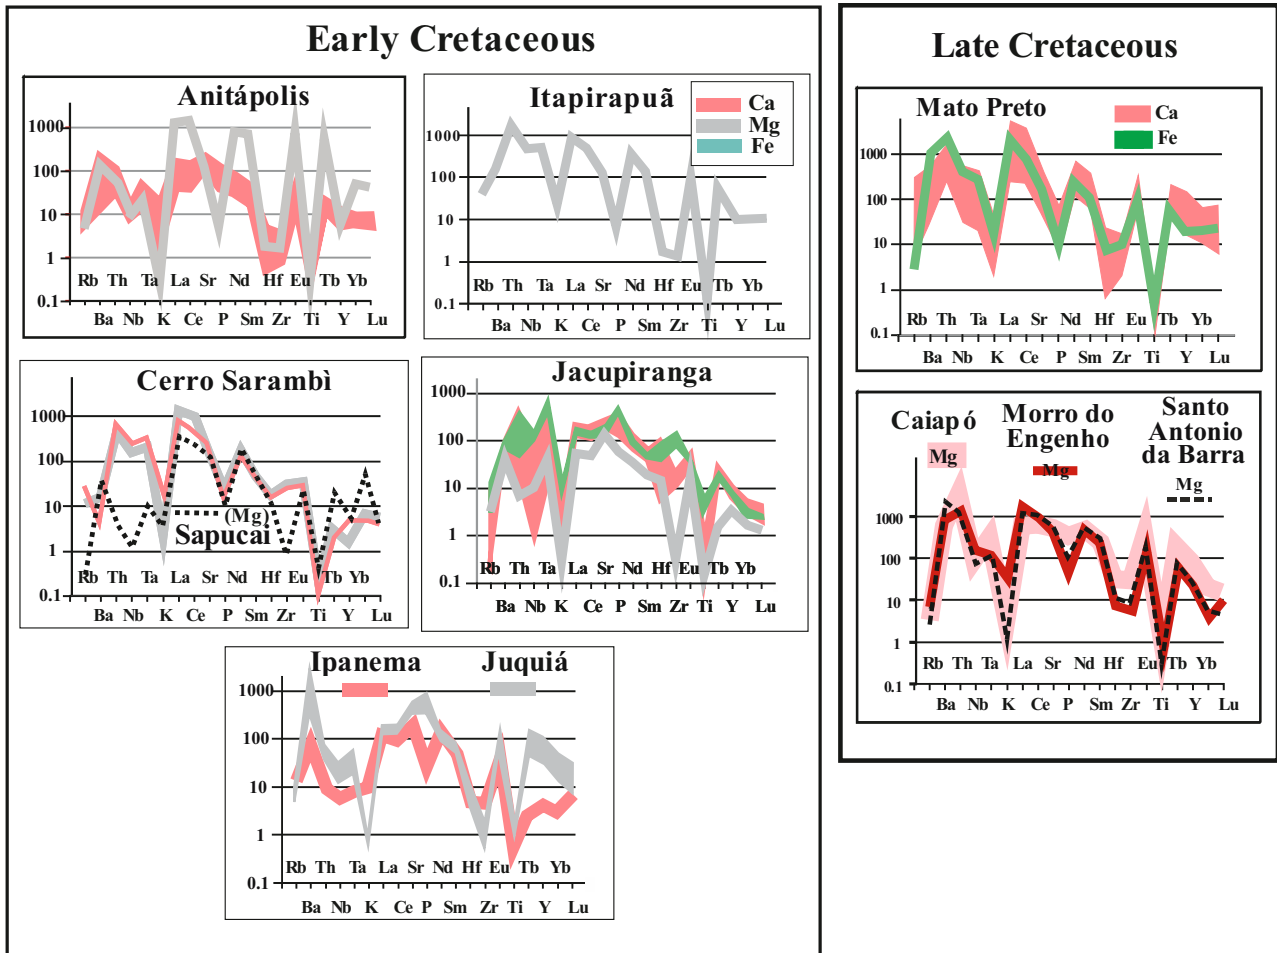 Early Cretaceous
Anitápolis
1000
100
10
1
0.1
Rb Th Ta La Sr Nd Hf Eu Tb Yb
Ba Nb K Ce P Sm Zr Ti Y Lu
Itapirapuã
Ca
Mg
Fe
1000
100
10
1
0.1
Rb Th Ta La Sr Nd Hf Eu Tb Yb
Ba Nb K Ce P Sm Zr Ti Y Lu
Cerro Sarambì
1000
100
10
1
0.1
(Mg)
Sapucai
Rb Th Ta La Sr Nd Hf Eu Tb Yb
Ba Nb K Ce P Sm Zr Ti Y Lu
Jacupiranga
1000
100
10
1
0.1
Rb Th Ta La Sr Nd Hf Eu Tb Yb
Ba Nb K Ce P Sm Zr Ti Y Lu
Ipanema Juquiá
1000
100
10
1
0.1
Rb Th Ta La Sr Nd Hf Eu Tb Yb
Ba Nb K Ce P Sm Zr Ti Y Lu
Late Cretaceous
Mato Preto
Ca
Fe
1000
100
10
1
0.1
Rb Th Ta La Sr Nd Hf Eu Tb Yb
Ba Nb K Ce P Sm Zr Ti Y Lu
Caiapó
Mg
Morro do
Engenho
Mg
Santo
Antonio
da Barra
Mg
1000
100
10
1
0.1
Rb Th Ta La Sr Nd Hf Eu Tb Yb
Ba Nb K Ce P Sm Zr Ti Y Lu